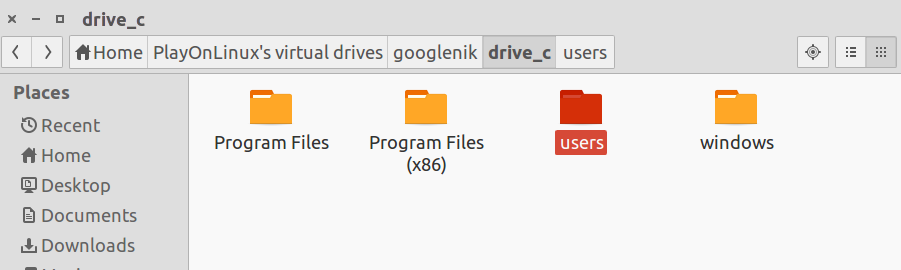 drive_c
Home PlayOnLinux's virtual drives googlenik drive_c users
Places
Recent
Home
Desktop
Documents
Downloads
Program Files
Program Files
(x86)
users
windows